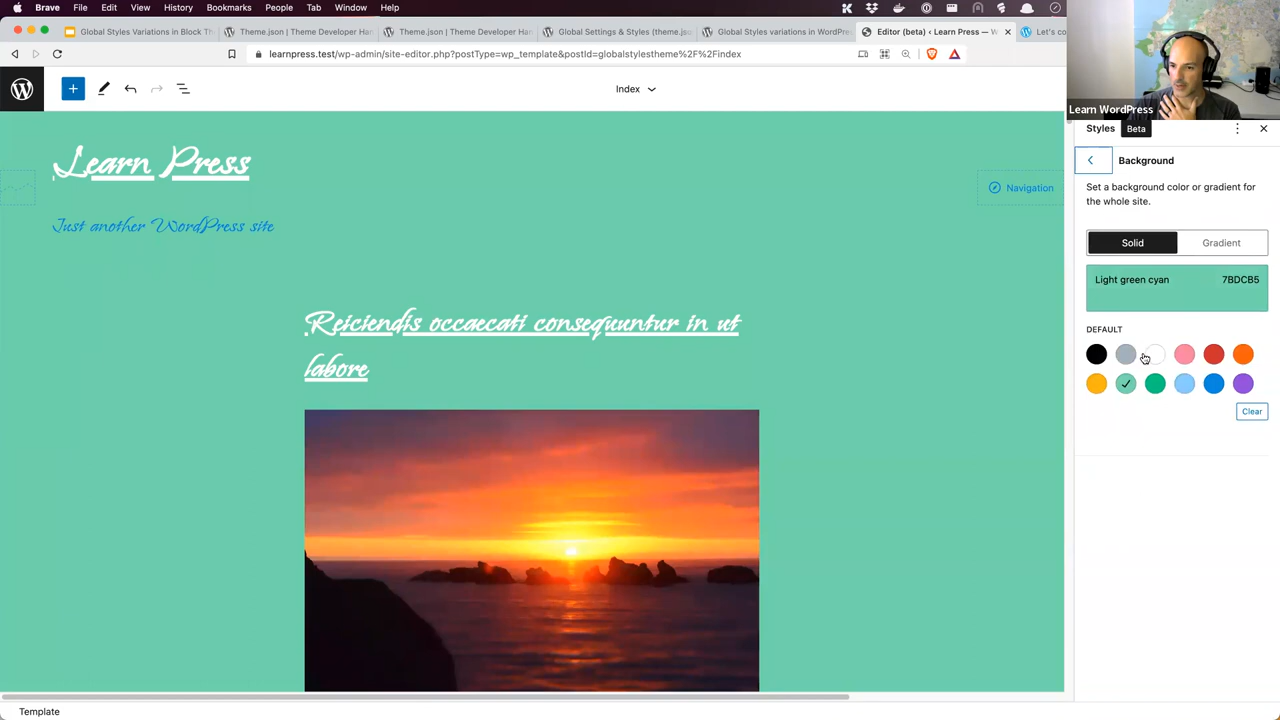 Brave File Edit View History Bookmarks People Tab Window Help
Global Styles Variations in Block T
Theme.json | Theme Developer Han
Theme.json | Theme Developer Han
Global Settings & Styles (theme.jso
Global Styles variations in WordPres
Editor (beta) ‹ Learn Press — W
Let's co
learnpress.test/wp-admin/site-editor.php?postType=wp_template&postId=globalstylestheme%2F%2Findex
Learn WordPress
Index
Styles Beta
Background
Set a background color or gradient for
the whole site.
Solid Gradient
Light green cyan 7BDCB5
DEFAULT
Clear
Learn Press
Navigation
Just another WordPress site
Reiciendis occaecati consequuntur in ut
labore
Template